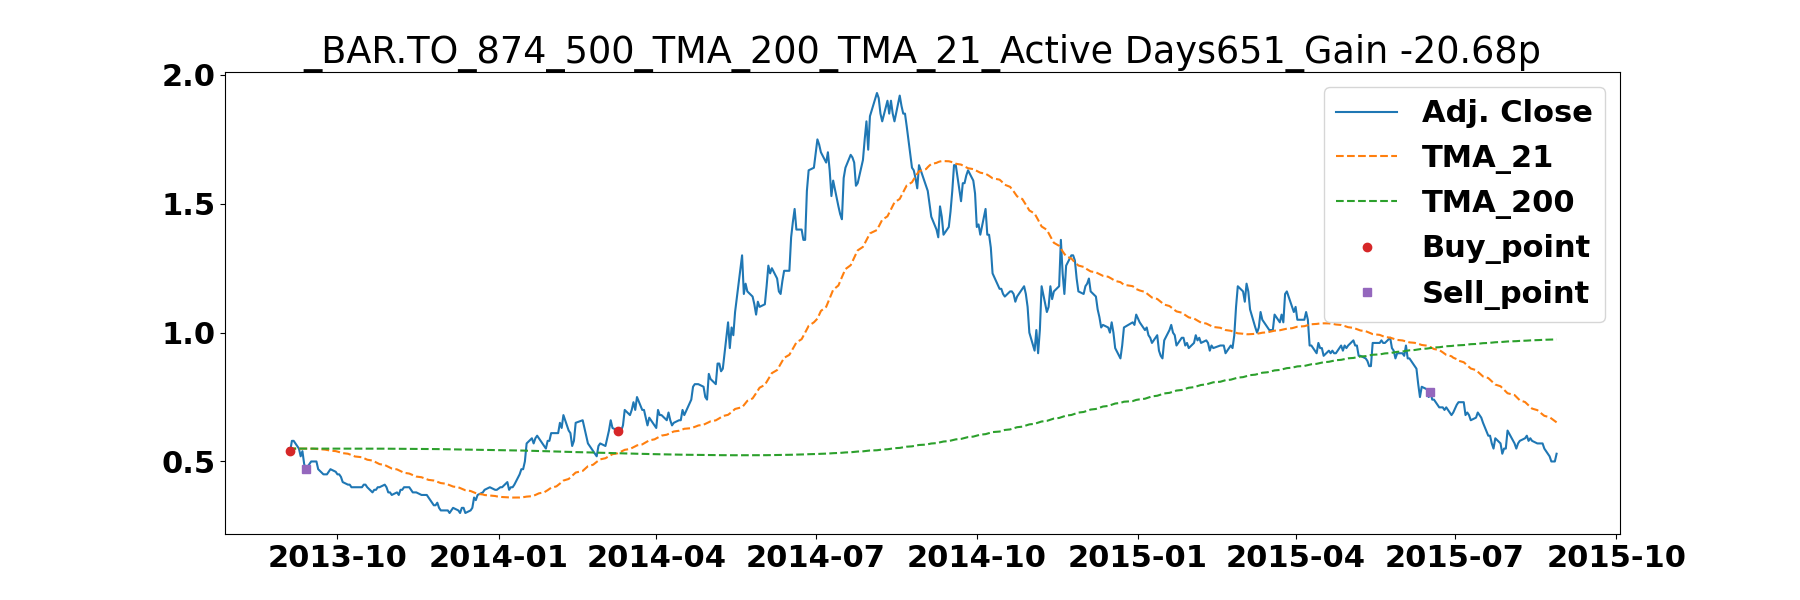 _BAR.TO_874_500_TMA_200_TMA_21_Active Days651_Gain -20.68p
2.0
1.5
1.0
0.5
Adj. Close
TMA_21
TMA_200
Buy_point
Sell_point
2013-10 2014-01 2014-04 2014-07 2014-10 2015-01 2015-04 2015-07 2015-10